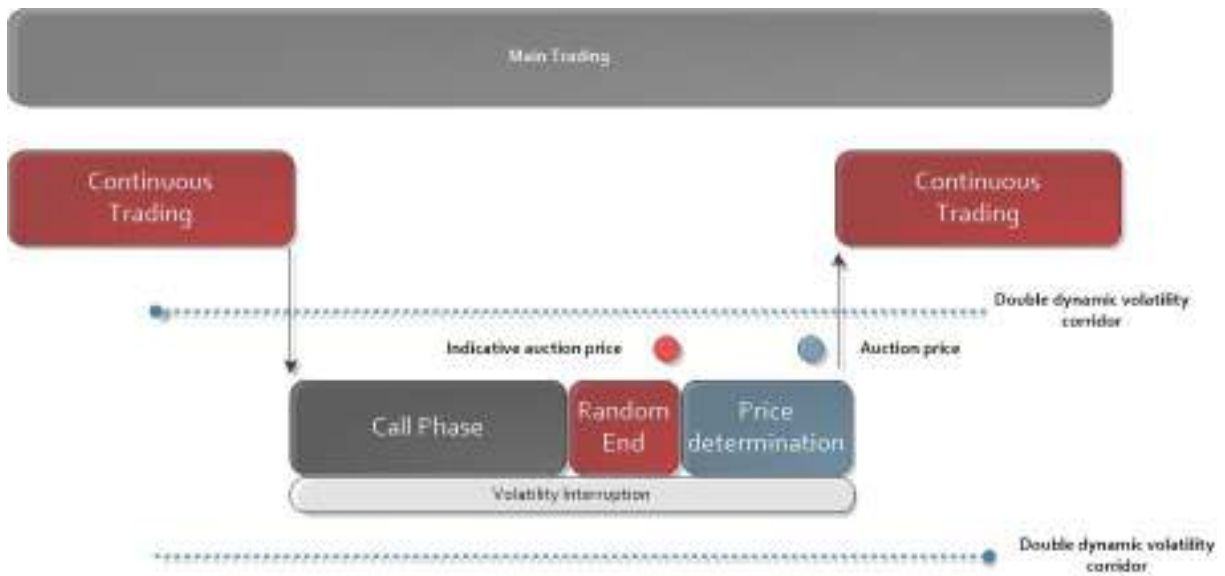 Main Trading
Continuous
Trading
Continuous
Trading
Double dynamic volatility
corridor
Indicative auction price
Auction price
Call Phase
Random
End
Price
determination
Volatility Interruption
Double dynamic volatility
corridor